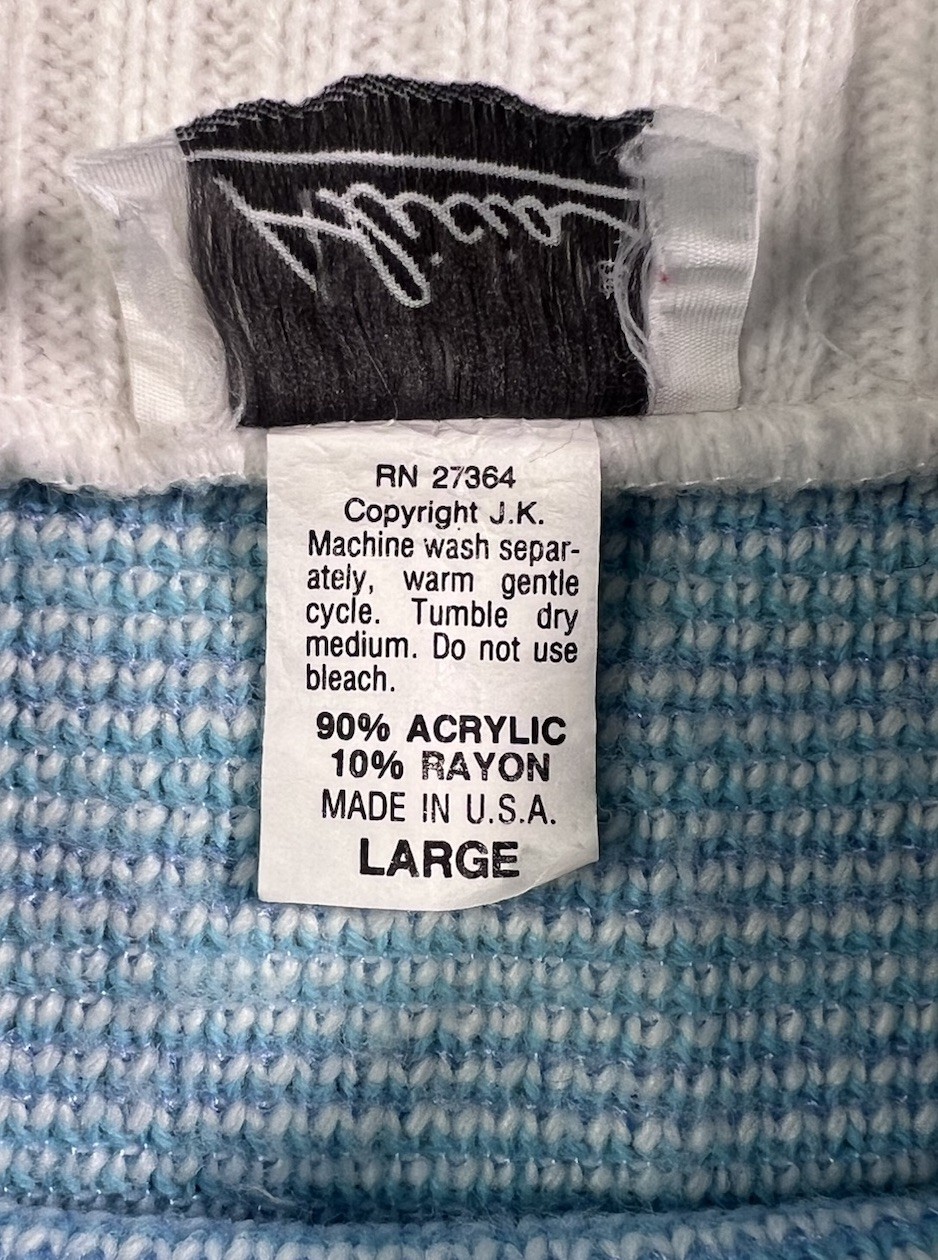 RN 27364
Copyright J.K.
Machine wash separ-
ately, warm gentle
cycle. Tumble dry
medium. Do not use
bleach.
90% ACRYLIC
10% RAYON
MADE IN U.S.A.
LARGE